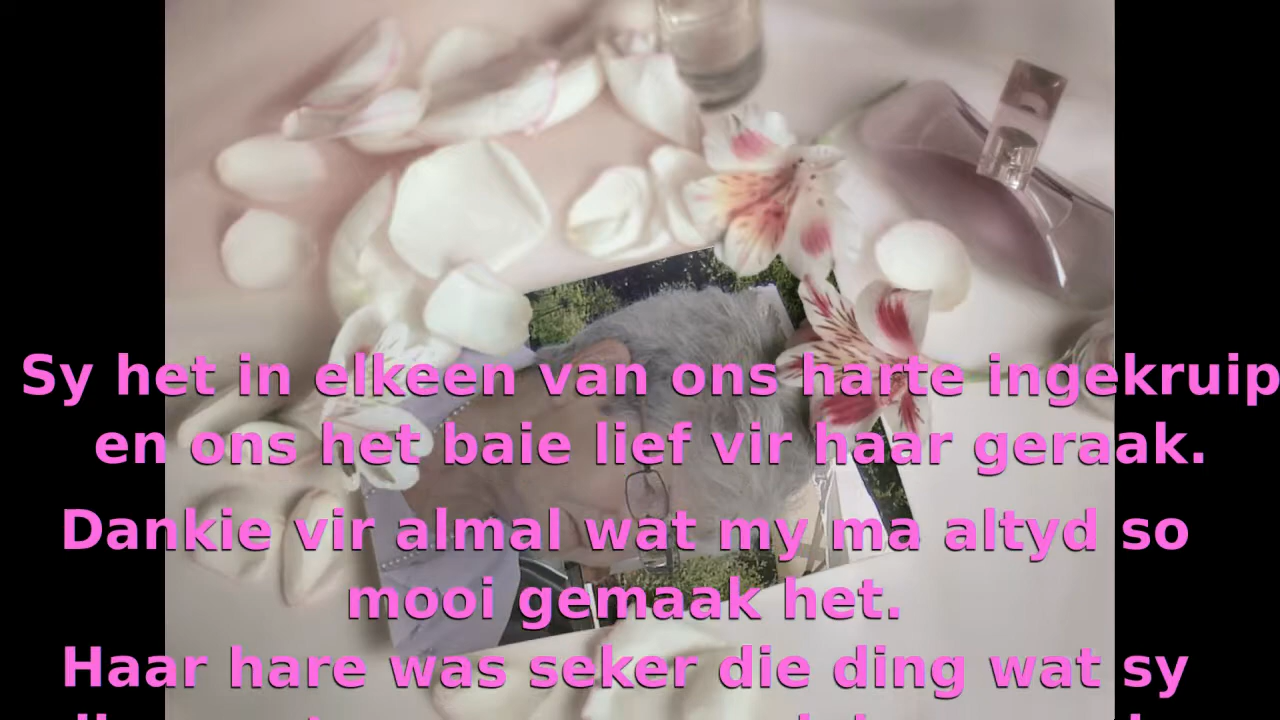 Sy het in elkeen van ons harte ingekruip
en ons het baie lief vir haar geraak.
Dankie vir almal wat my ma altyd so
mooi gemaak het.
Haar hare was seker die ding wat sy